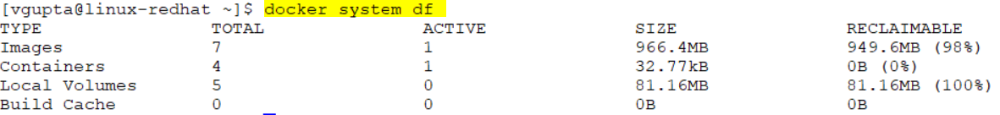 [vgupta@linux-redhat ~]$ docker system df
TYPE TOTAL ACTIVE SIZE RECLAIMABLE
Images 7 1 966.4MB 949.6MB (98%)
Containers 4 1 32.77kB 0B (0%)
Local Volumes 5 0 81.16MB 81.16MB (100%)
Build Cache 0 0 0B 0B